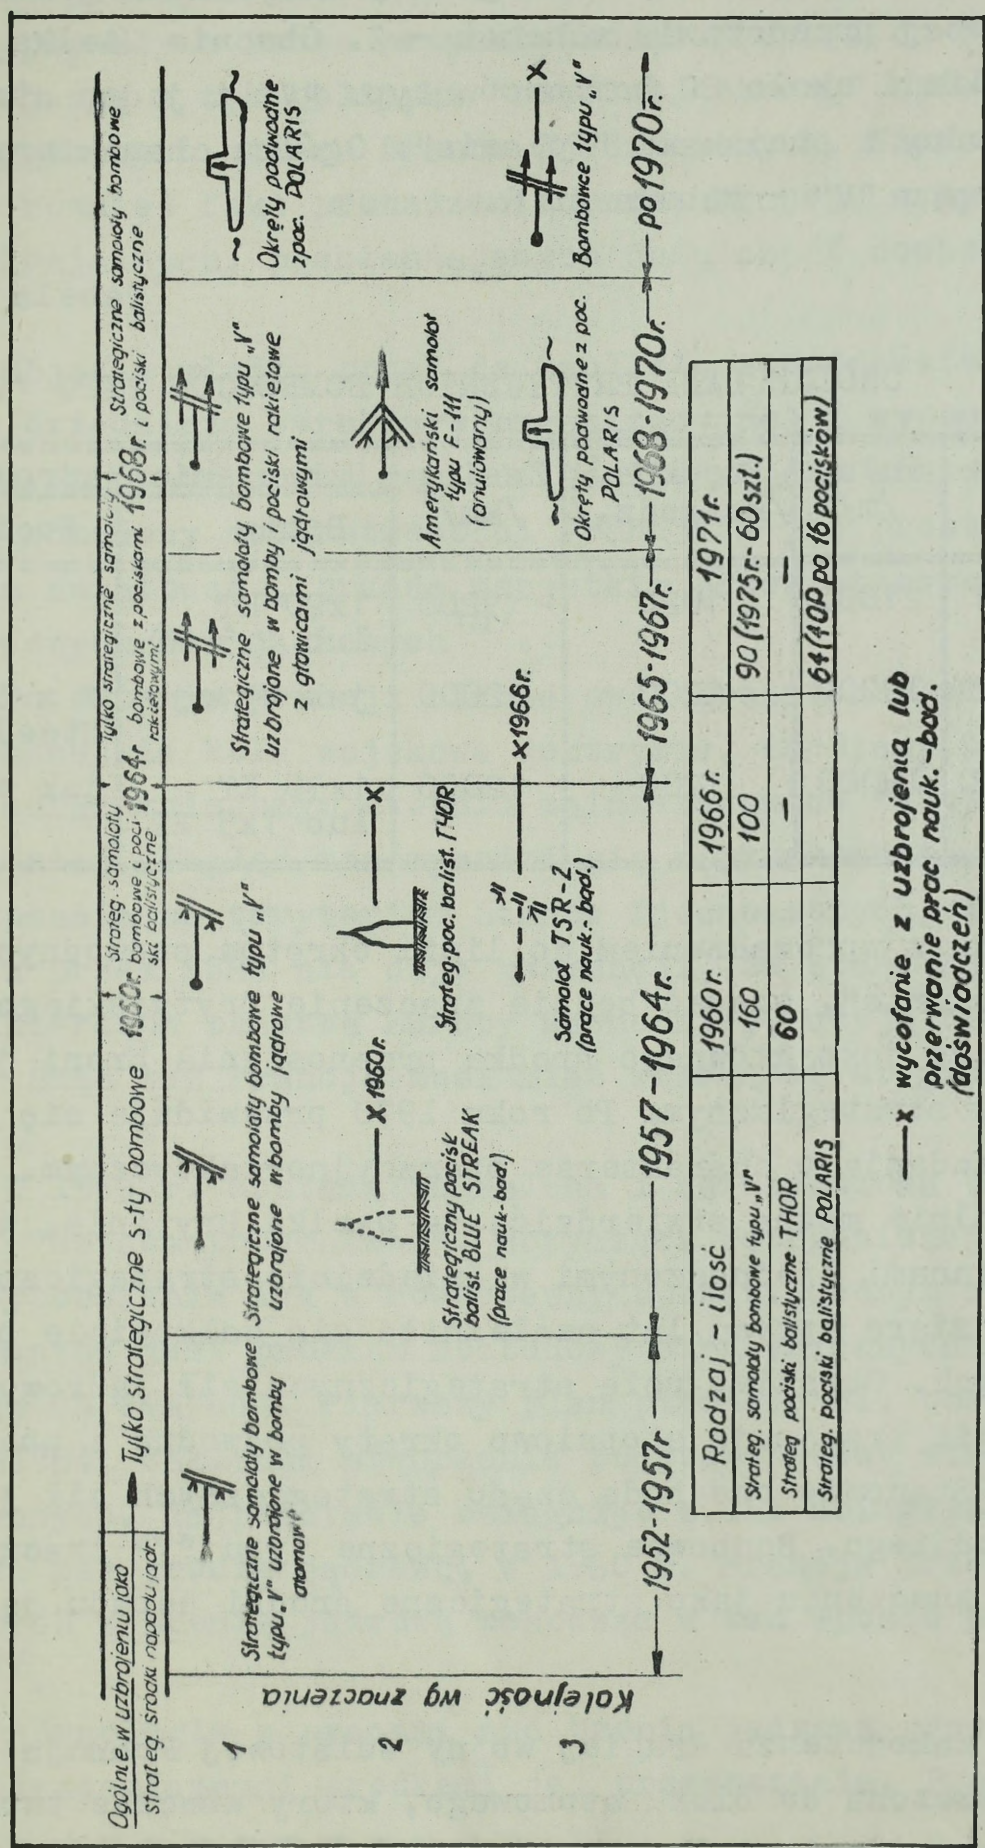 Ogólnie w uzbrojeniu jako
strateg. środki napadu jądr.
Tylko strategiczne s-ty bombowe
1960r.
Strateg. samoloty
bombowe i poci
ski balistyczne
1964r
Tylko strategiczne samoloty
bombowe z pociskami
rakietowymi
1968r.
Strategiczne samoloty bombowe
i pociski balistyczne
Kolejność wg znaczenia
1
2
3
Strategiczne samoloty bombowe
typu „V" uzbrojone w bomby
atomowe
Strategiczne samoloty bombowe typu „V"
uzbrojone w bomby jądrowe
Strategiczne samoloty bombowe typu „V"
uzbrojone w bomby i pociski rakietowe
z głowicami jądrowymi
Okręty podwodne
z poc. POLARIS
x 1960r.
Strategiczny pocisk
balist. BLUE STREAK
(prace nauk-bad.)
x
Strateg. poc. balist. THOR
Amerykański samolot
typu F-111
(anulowany)
x 1966r.
Samolot TSR-2
(prace nauk.-bad.)
Okręty podwodne z poc.
POLARIS
x
Bombowce typu „V"
1952-1957r
1957-1964r.
1965-1967r.
1968-1970r.
po 1970r.
Rodzaj - ilość 1960r. 1966r. 1971r.
Strateg. samoloty bombowe typu „V" 160 100 90 (1975r.- 60 szt.)
Strateg pociski balistyczne THOR 60 — —
Strateg. pociski balistyczne POLARIS 64 (4OP po 16 pocisków)
x wycofanie z uzbrojenia lub
przerwanie prac nauk.-bad.
(doświadczeń)